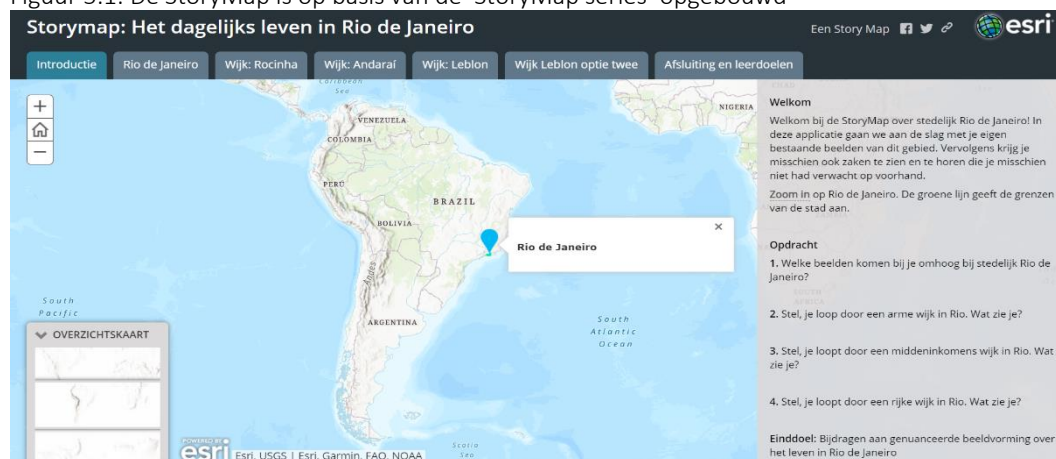 Figuur 3.1: De StoryMap is op basis van de 'StoryMap series' opgebouwd
Storymap: Het dagelijks leven in Rio de Janeiro
Een Story Map
esri
Introductie
Rio de Janeiro
Wijk: Rocinha
Wijk: Andaraí
Wijk: Leblon
Wijk Leblon optie twee
Afsluiting en leerdoelen
Caribbean
Sea
VENEZUELA
COLOMBIA
NIGERIA
PERU
BRAZIL
BOLIVIA
Rio de Janeiro
Andes
South
Pacific
ARGENTINA
South
Atlantic
Ocean
OVERZICHTSKAART
Scotia
Sea
POWERED BY
esri
Esri, USGS | Esri, Garmin, FAO, NOAA
Welkom
Welkom bij de StoryMap over stedelijk Rio de Janeiro! In
deze applicatie gaan we aan de slag met je eigen
bestaande beelden van dit gebied. Vervolgens krijg je
misschien ook zaken te zien en te horen die je misschien
niet had verwacht op voorhand.
Zoom in op Rio de Janeiro. De groene lijn geeft de grenzen
van de stad aan.
Opdracht
1. Welke beelden komen bij je omhoog bij stedelijk Rio de
Janeiro?
SOUTH
AFRICA
2. Stel, je loop door een arme wijk in Rio. Wat zie je?
3. Stel, je loopt door een middeninkomens wijk in Rio. Wat
zie je?
4. Stel, je loopt door een rijke wijk in Rio. Wat zie je?
Einddoel: Bijdragen aan genuanceerde beeldvorming over
het leven in Rio de Janeiro